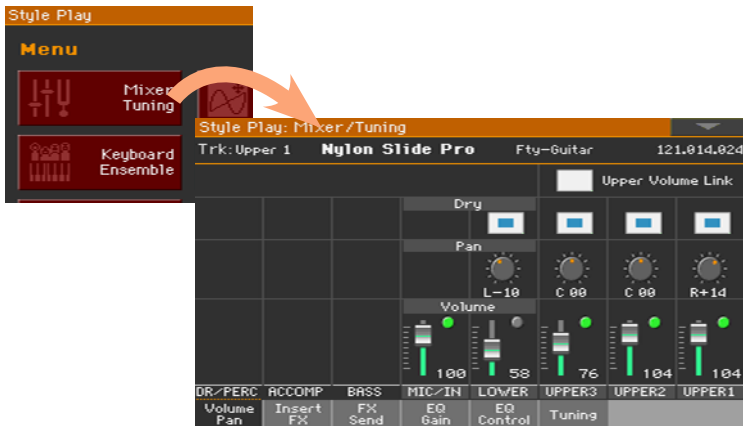 Style Play
Menu
Mixer
Tuning
Keyboard
Ensemble
Style Play: Mixer/Tuning
Trk:Upper 1 Nylon Slide Pro Fty-Guitar 121.014.024
Upper Volume Link
Dry
Pan
L-10 C 00 C 00 R+14
Volume
100 58 76 104 104
DR/PERC ACCOMP BASS MIC/IN LOWER UPPER3 UPPER2 UPPER1
Volume Pan Insert FX FX Send EQ Gain EQ Control Tuning